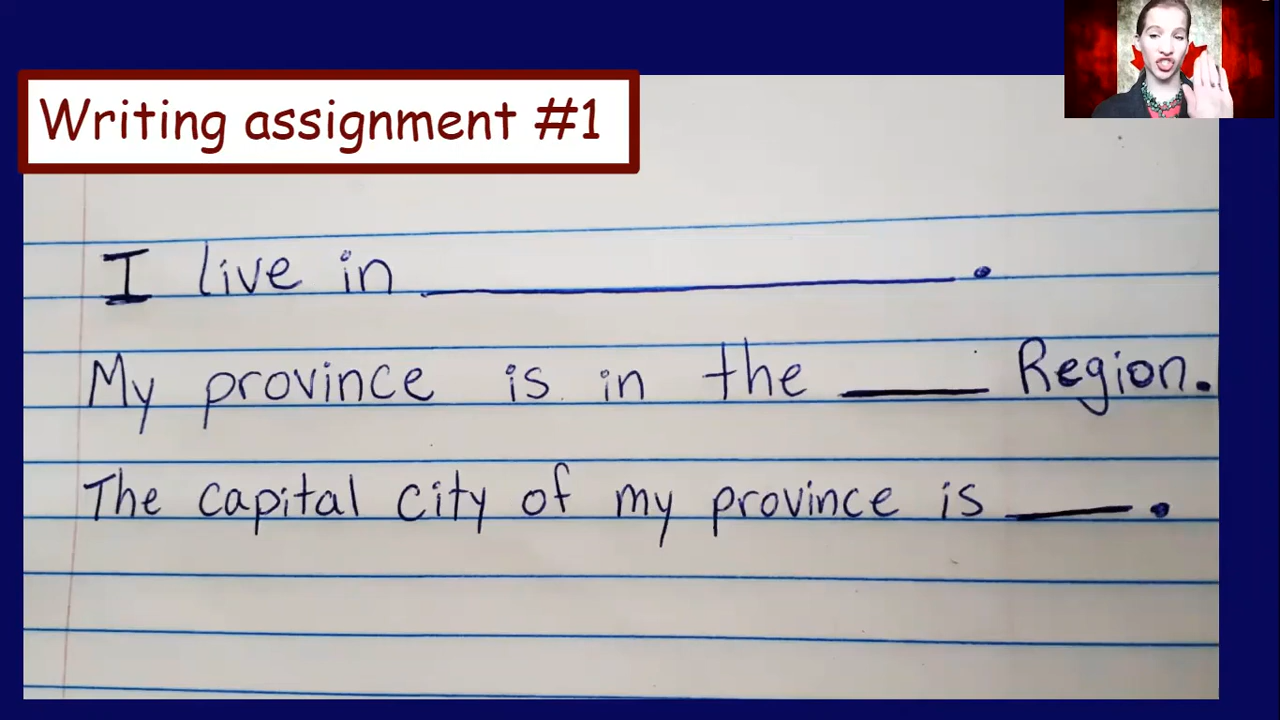 Writing assignment #1
I live in ____________.
My province is in the ____ Region.
The capital city of my province is ____.